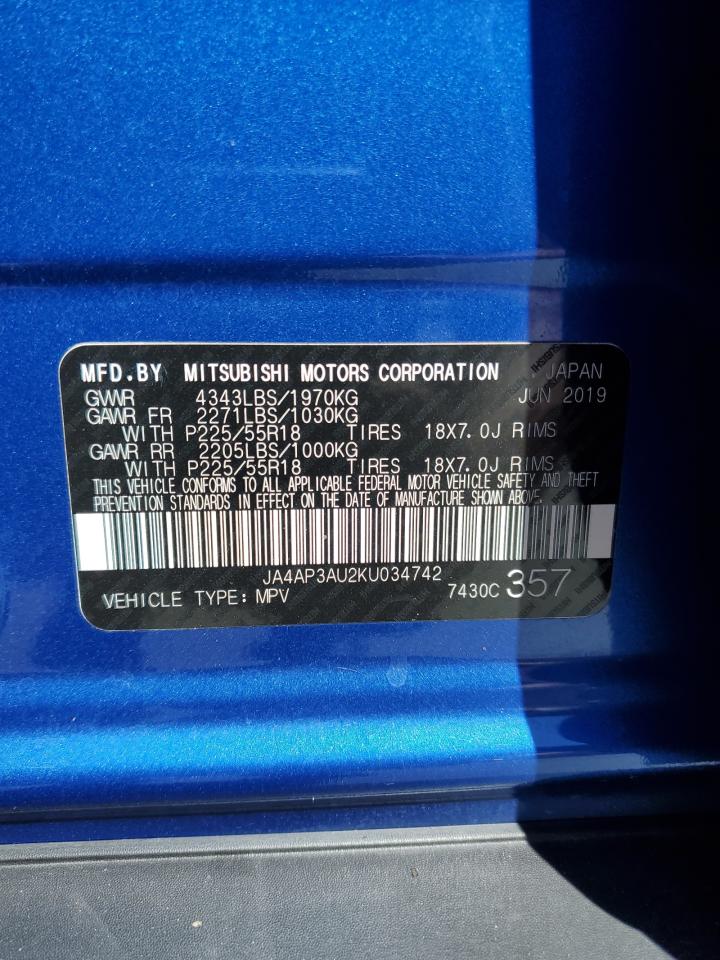 MFD.BY MITSUBISHI MOTORS CORPORATION JAPAN
GVWR 4343LBS/1970KG JUN 2019
GAWR FR 2271LBS/1030KG
WITH P225/55R18 TIRES 18X7.0J RIMS
GAWR RR 2205LBS/1000KG
WITH P225/55R18 TIRES 18X7.0J RIMS
THIS VEHICLE CONFORMS TO ALL APPLICABLE FEDERAL MOTOR VEHICLE SAFETY AND THEFT
PREVENTION STANDARDS IN EFFECT ON THE DATE OF MANUFACTURE SHOWN ABOVE.
JA4AP3AU2KU034742
VEHICLE TYPE: MPV 7430C 357